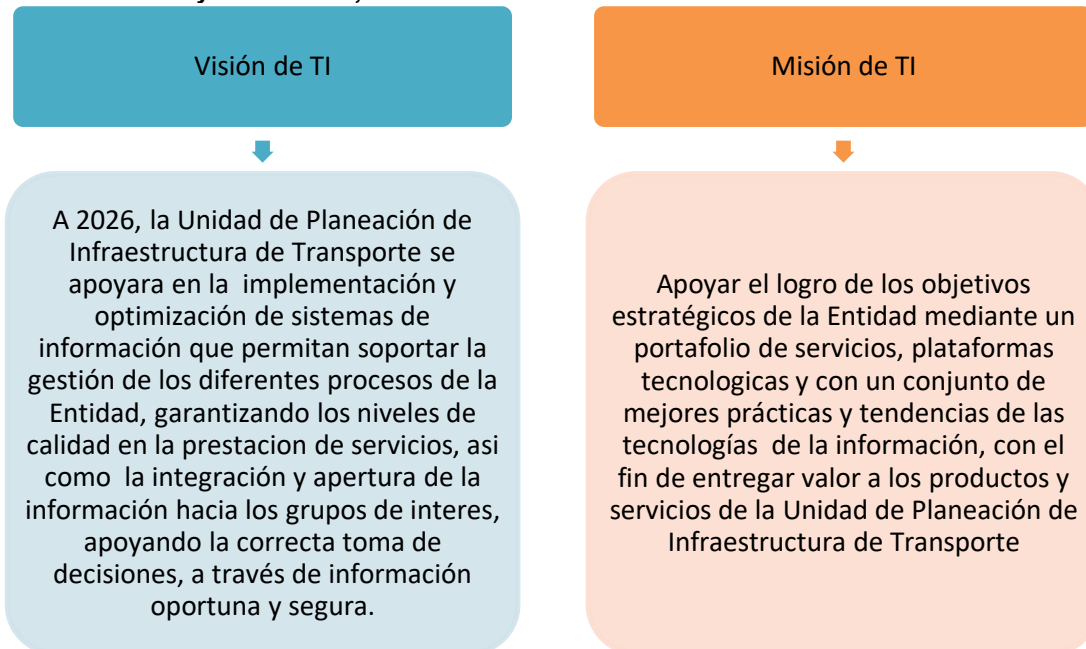 Visión de TI
A 2026, la Unidad de Planeación de
Infraestructura de Transporte se
apoyara en la implementación y
optimización de sistemas de
información que permitan soportar la
gestión de los diferentes procesos de la
Entidad, garantizando los niveles de
calidad en la prestacion de servicios, asi
como la integración y apertura de la
información hacia los grupos de interes,
apoyando la correcta toma de
decisiones, a través de información
oportuna y segura.
Misión de TI
Apoyar el logro de los objetivos
estratégicos de la Entidad mediante un
portafolio de servicios, plataformas
tecnologicas y con un conjunto de
mejores prácticas y tendencias de las
tecnologías de la información, con el
fin de entregar valor a los productos y
servicios de la Unidad de Planeación de
Infraestructura de Transporte